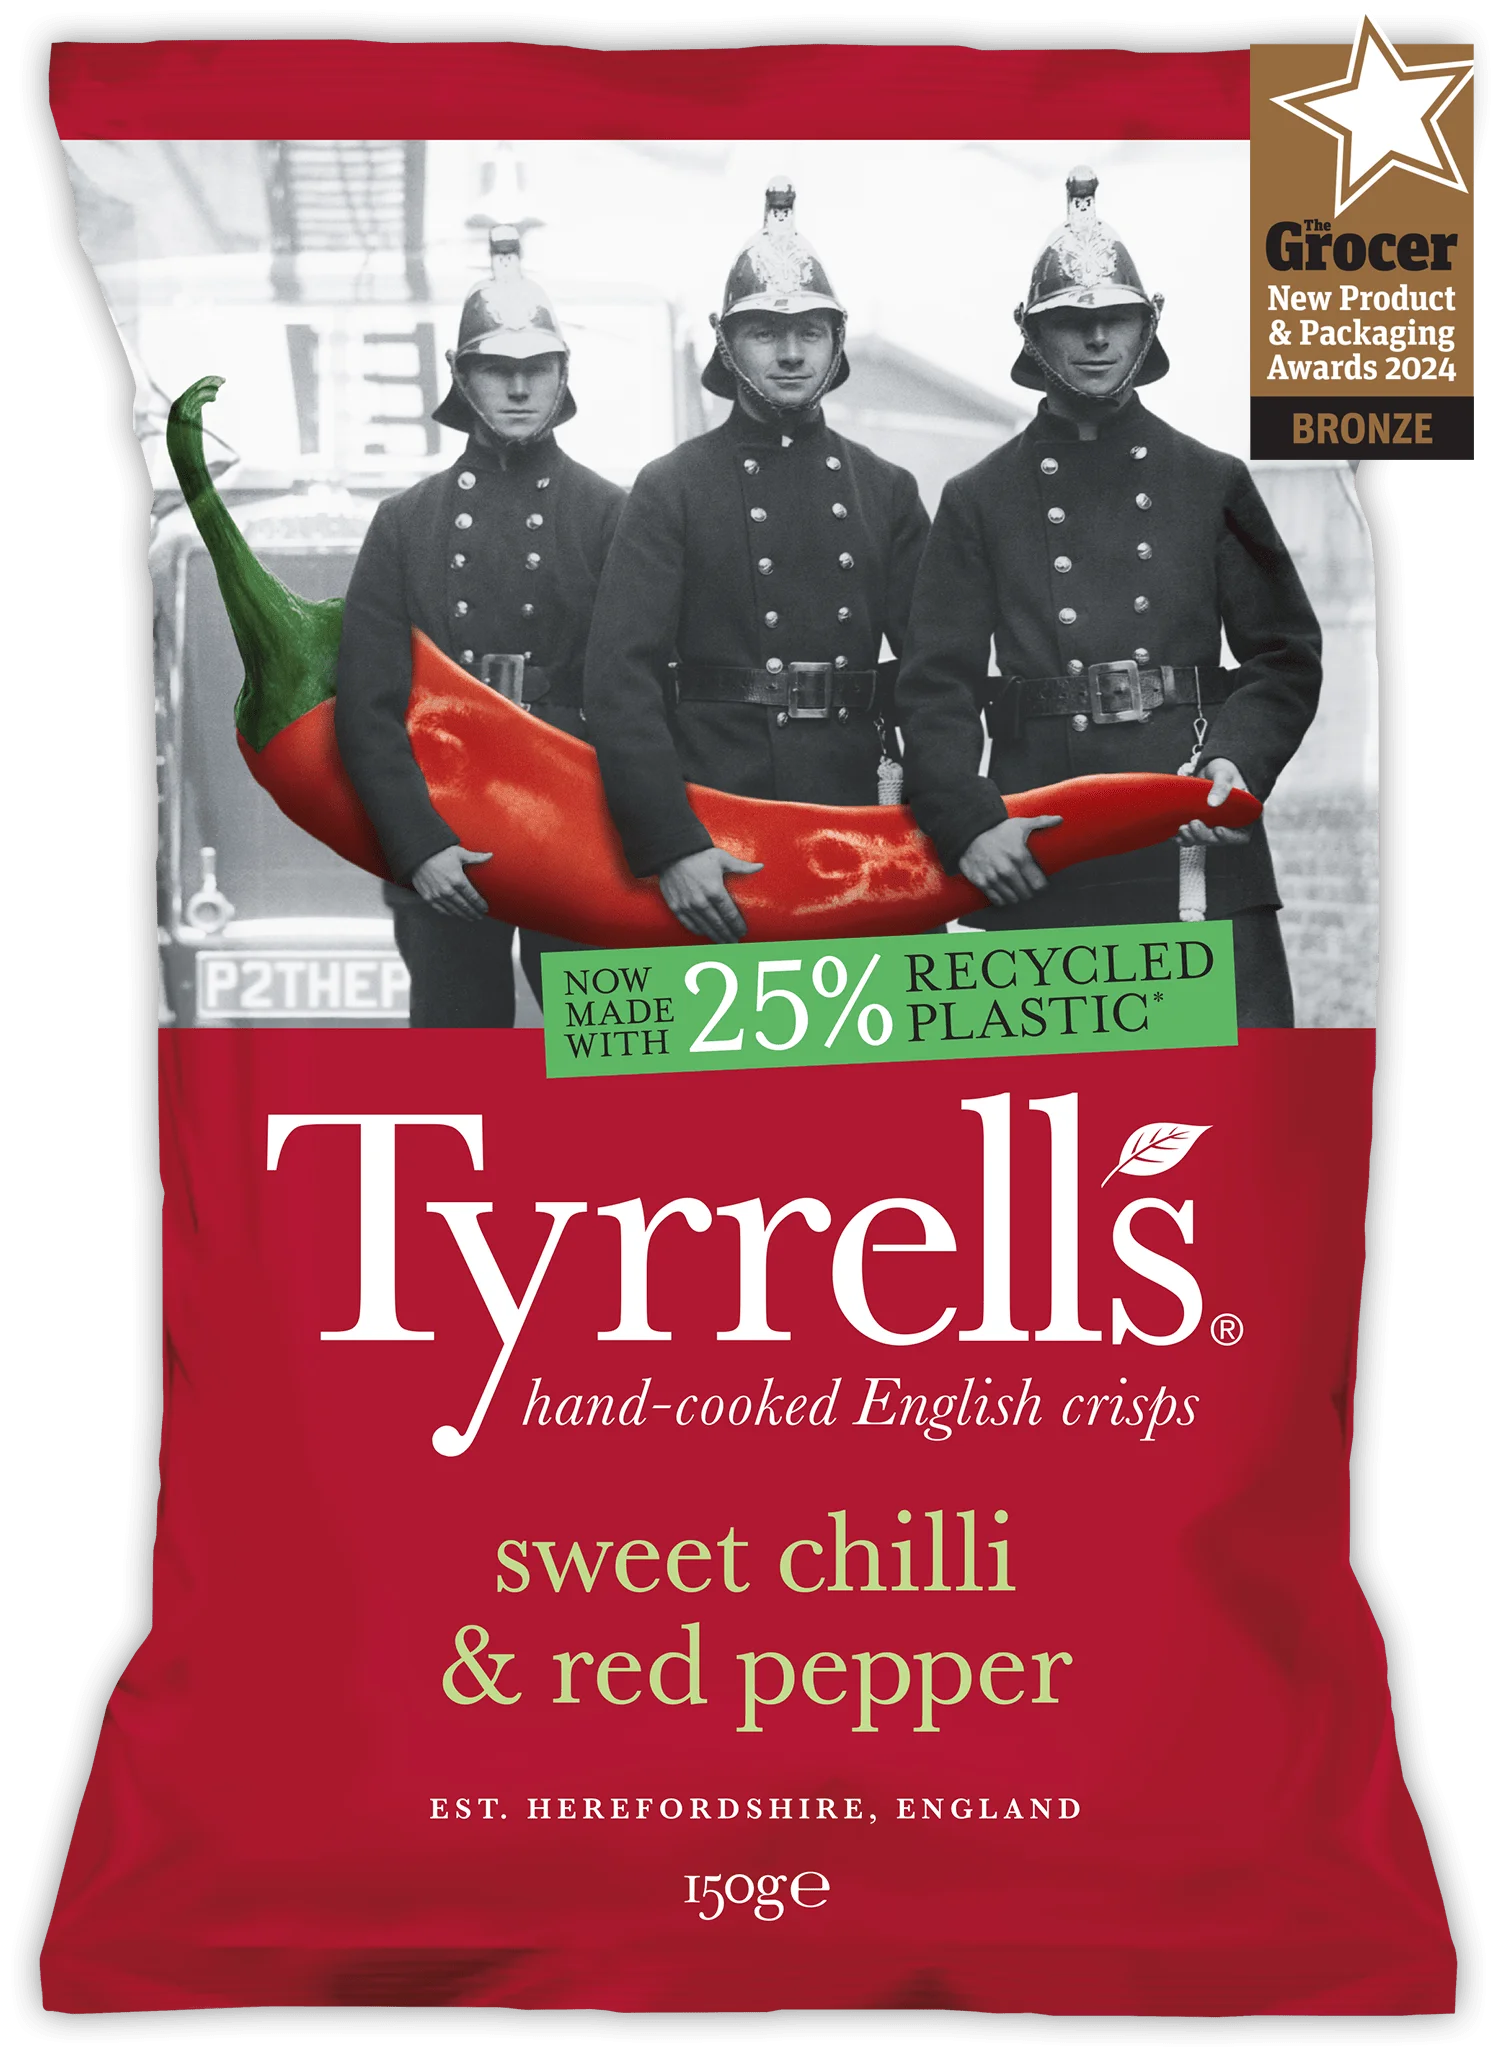 The
Grocer
New Product
& Packaging
Awards 2024
BRONZE
P2THEP
NOW
MADE
WITH
25%
RECYCLED
PLASTIC*
Tyrrell's®
hand-cooked English crisps
sweet chilli
& red pepper
EST. HEREFORDSHIRE, ENGLAND
150g℮